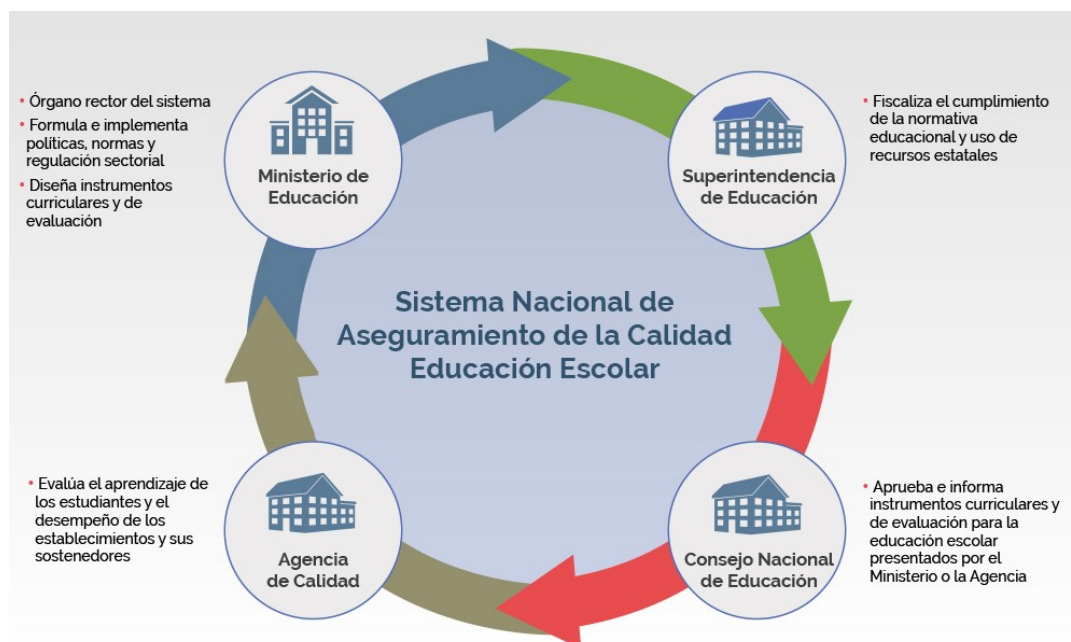 • Órgano rector del sistema
• Formula e implementa
políticas, normas y
regulación sectorial
• Diseña instrumentos
curriculares y de
evaluación
Ministerio de
Educación
Superintendencia
de Educación
• Fiscaliza el cumplimiento
de la normativa
educacional y uso de
recursos estatales
Sistema Nacional de
Aseguramiento de la Calidad
Educación Escolar
• Evalúa el aprendizaje de
los estudiantes y el
desempeño de los
establecimientos y sus
sostenedores
Agencia
de Calidad
Consejo Nacional
de Educación
• Aprueba e informa
instrumentos curriculares y
de evaluación para la
educación escolar
presentados por el
Ministerio o la Agencia